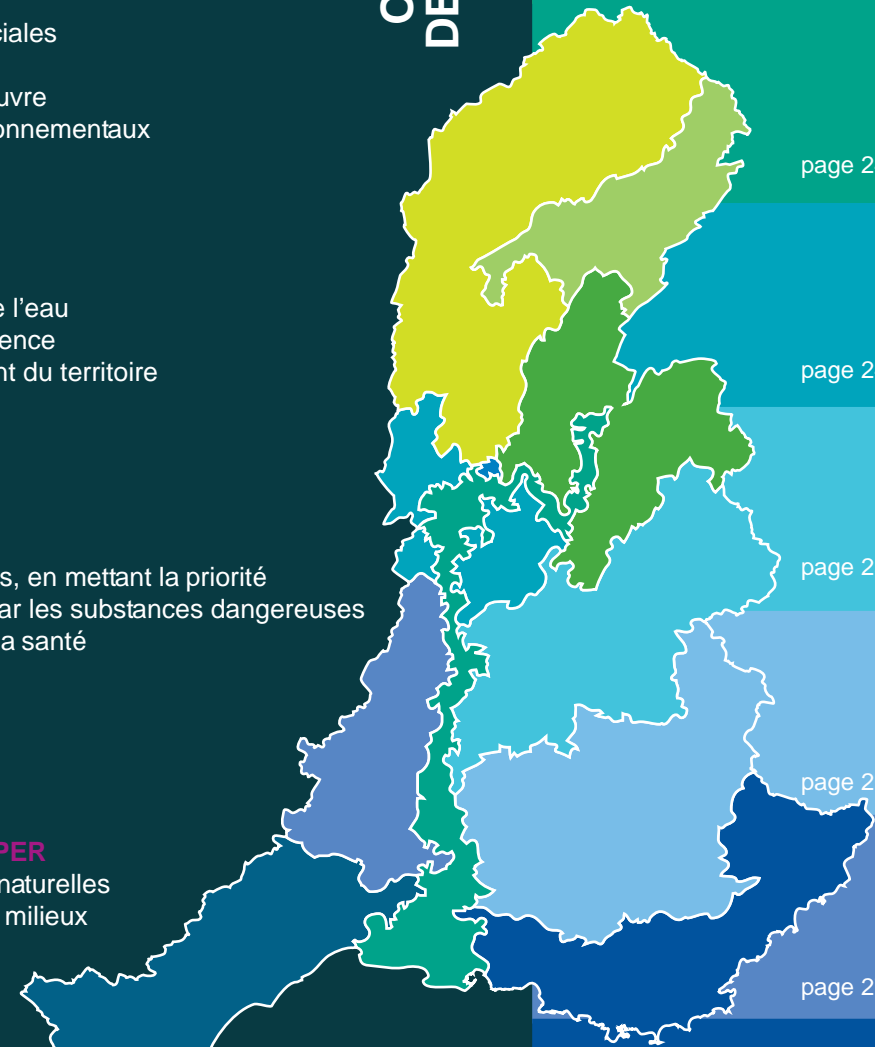 ciales
uvre
onnementaux
e l'eau
ence
nt du territoire
s, en mettant la priorité
ar les substances dangereuses
a santé
PER
naturelles
milieux
DE
page 2
page 2
page 2
page 2
page 2